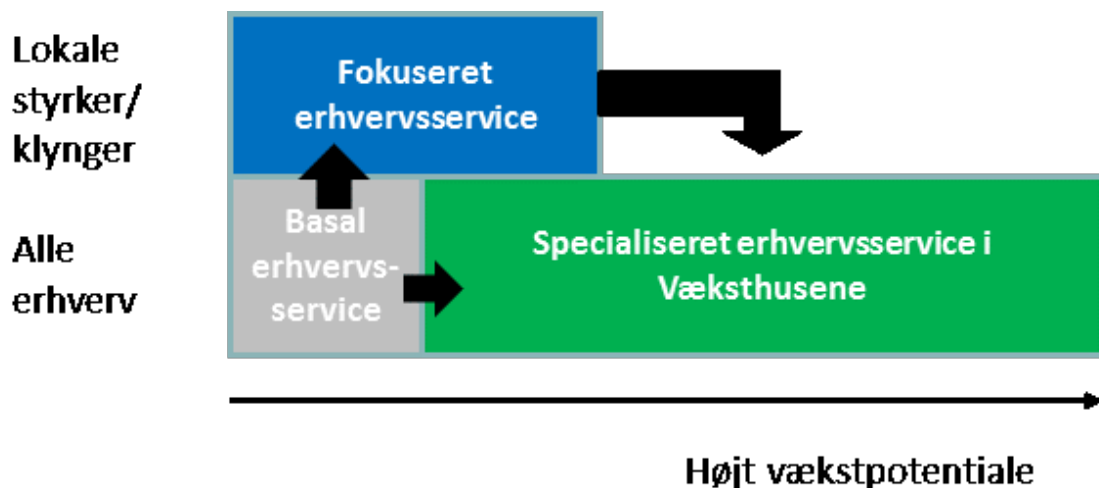 Lokale
styrker/
klynger
Fokuseret
erhvervsservice
Alle
erhverv
Basal
erhvervs-
service
Specialiseret erhvervsservice i
Væksthusene
Højt vækstpotentiale